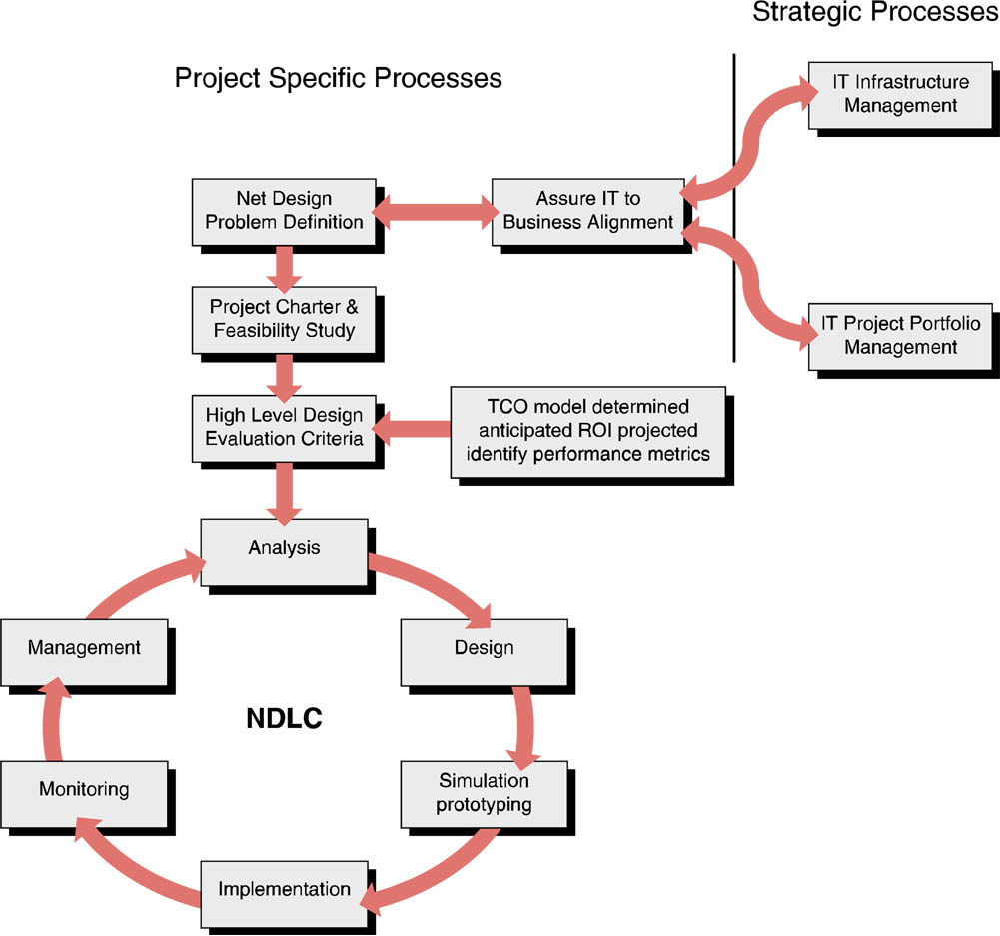 Strategic Processes
Project Specific Processes
IT Infrastructure
Management
Net Design
Problem Definition
Assure IT to
Business Alignment
Project Charter &
Feasibility Study
IT Project Portfolio
Management
High Level Design
Evaluation Criteria
TCO model determined
anticipated ROI projected
identify performance metrics
Analysis
Management
Design
NDLC
Monitoring
Simulation
prototyping
Implementation